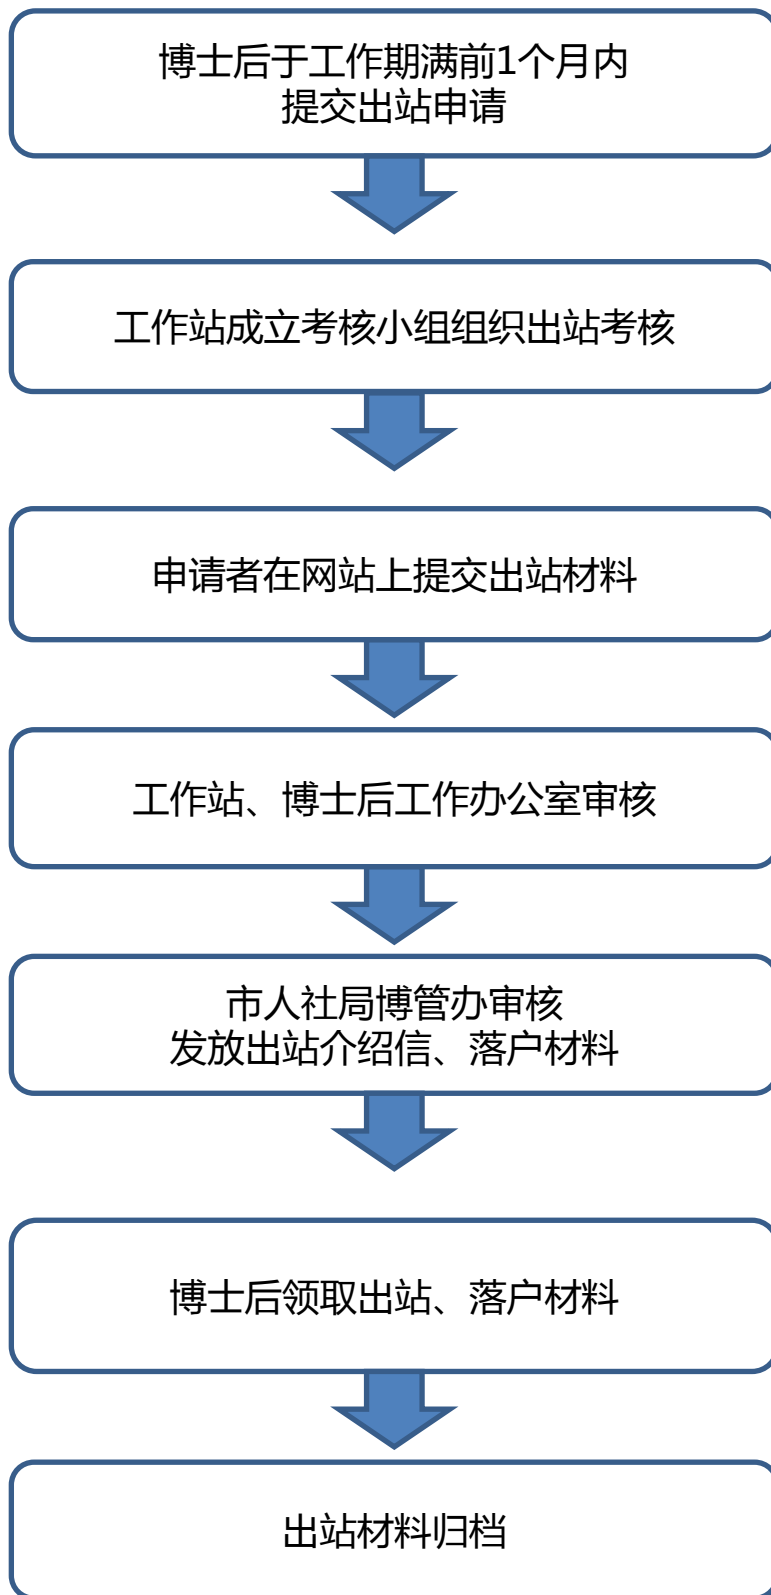 博士后于工作期满前1个月内
提交出站申请
工作站成立考核小组组织出站考核
申请者在网站上提交出站材料
工作站、博士后工作办公室审核
市人社局博管办审核
发放出站介绍信、落户材料
博士后领取出站、落户材料
出站材料归档